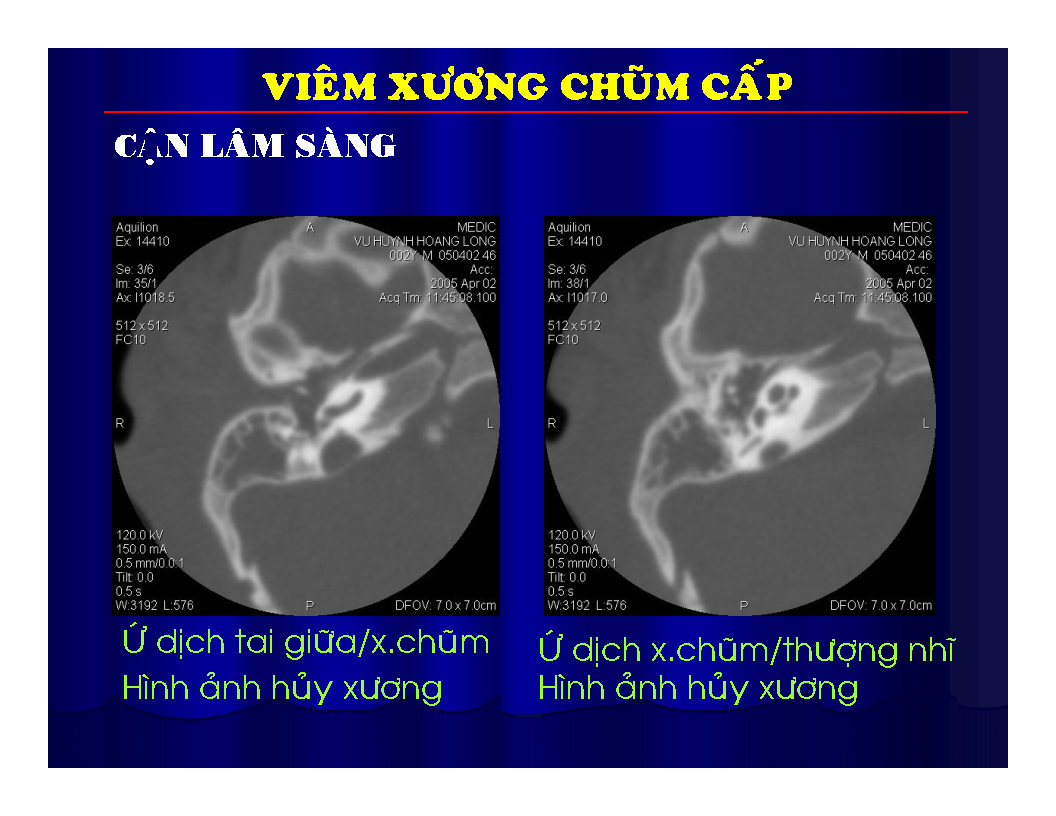 VIÊM XƯƠNG CHŨM CẤP
CẬN LÂM SÀNG
Aquilion
Ex: 14410
Se: 3/6
Im: 35/1
Ax: I1018.5
512 x 512
FC10
A
MEDIC
VU HUYNH HOANG LONG
002Y M 050402 46
Acc:
2005 Apr 02
Acq Tm: 11:45:08.100
R
L
120.0 kV
150.0 mA
0.5 mm/0.0:1
Tilt: 0.0
0.5 s
W:3192 L:576
P
DFOV: 7.0 x 7.0cm
Ứ dịch tai giữa/x.chũm
Hình ảnh hủy xương
Aquilion
Ex: 14410
Se: 3/6
Im: 38/1
Ax: I1017.0
512 x 512
FC10
A
MEDIC
VU HUYNH HOANG LONG
002Y M 050402 46
Acc:
2005 Apr 02
Acq Tm: 11:45:08.100
R
L
120.0 kV
150.0 mA
0.5 mm/0.0:1
Tilt: 0.0
0.5 s
W:3192 L:576
P
DFOV: 7.0 x 7.0cm
Ứ dịch x.chũm/thượng nhĩ
Hình ảnh hủy xương